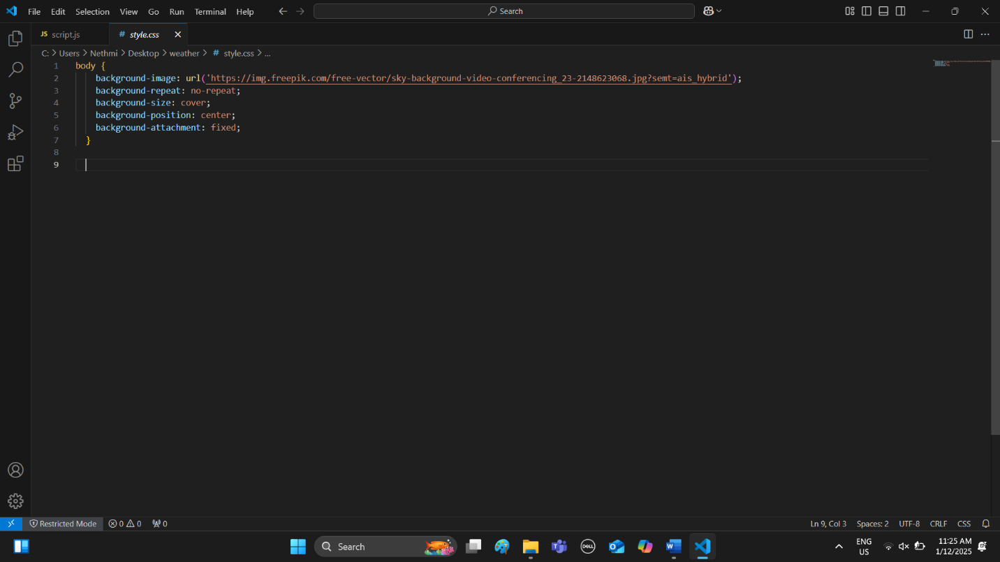 File Edit Selection View Go Run Terminal Help Search
JS script.js # style.css
C: > Users > Nethmi > Desktop > weather > # style.css > ...
1 body {
2 background-image: url('https://img.freepik.com/free-vector/sky-background-video-conferencing_23-2148623068.jpg?semt=ais_hybrid');
3 background-repeat: no-repeat;
4 background-size: cover;
5 background-position: center;
6 background-attachment: fixed;
7 }
8
9
Restricted Mode 0 0 0 Ln 9, Col 3 Spaces: 2 UTF-8 CRLF CSS
Search DELL W ENG 11:25 AM
US 1/12/2025